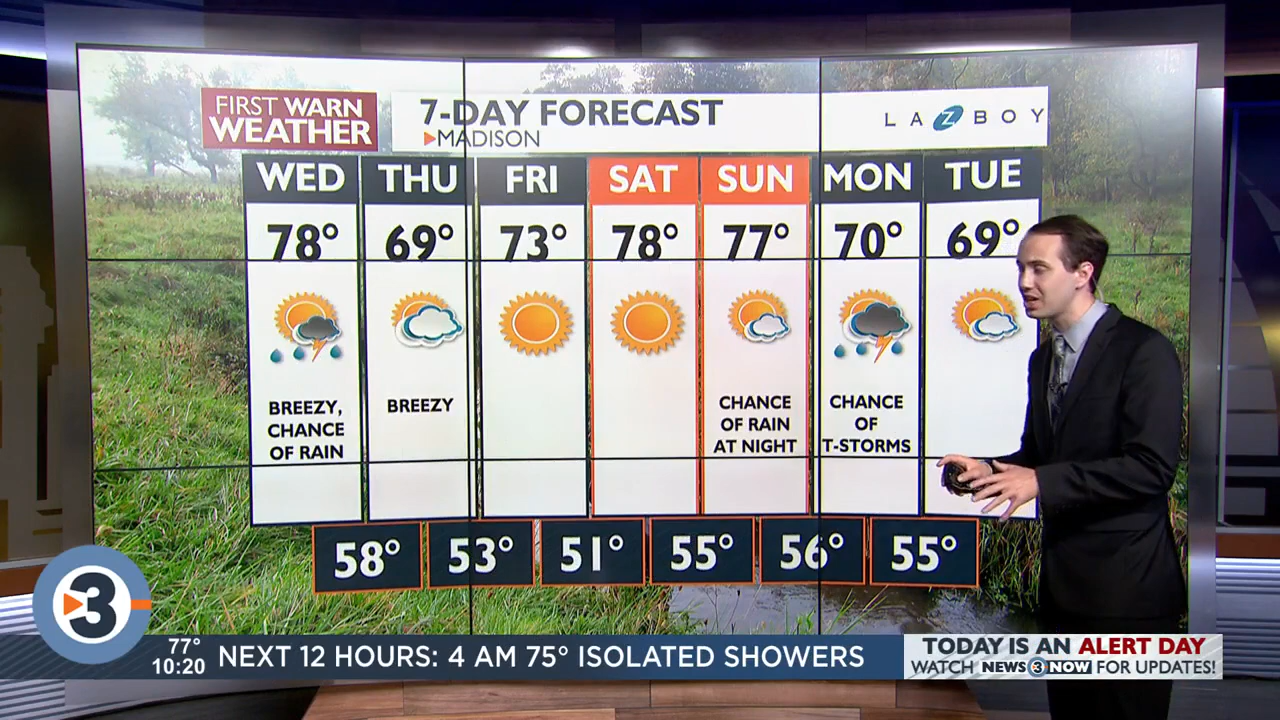 FIRST WARN
WEATHER
7-DAY FORECAST
MADISON
LA Z BOY
WED THU FRI SAT SUN MON TUE
78° 69° 73° 78° 77° 70° 69°
BREEZY,
CHANCE
OF RAIN
BREEZY
CHANCE
OF RAIN
AT NIGHT
CHANCE
OF
T-STORMS
58° 53° 51° 55° 56° 55°
3
77°
10:20
NEXT 12 HOURS: 4 AM 75° ISOLATED SHOWERS
TODAY IS AN ALERT DAY
WATCH NEWS 3 NOW FOR UPDATES!